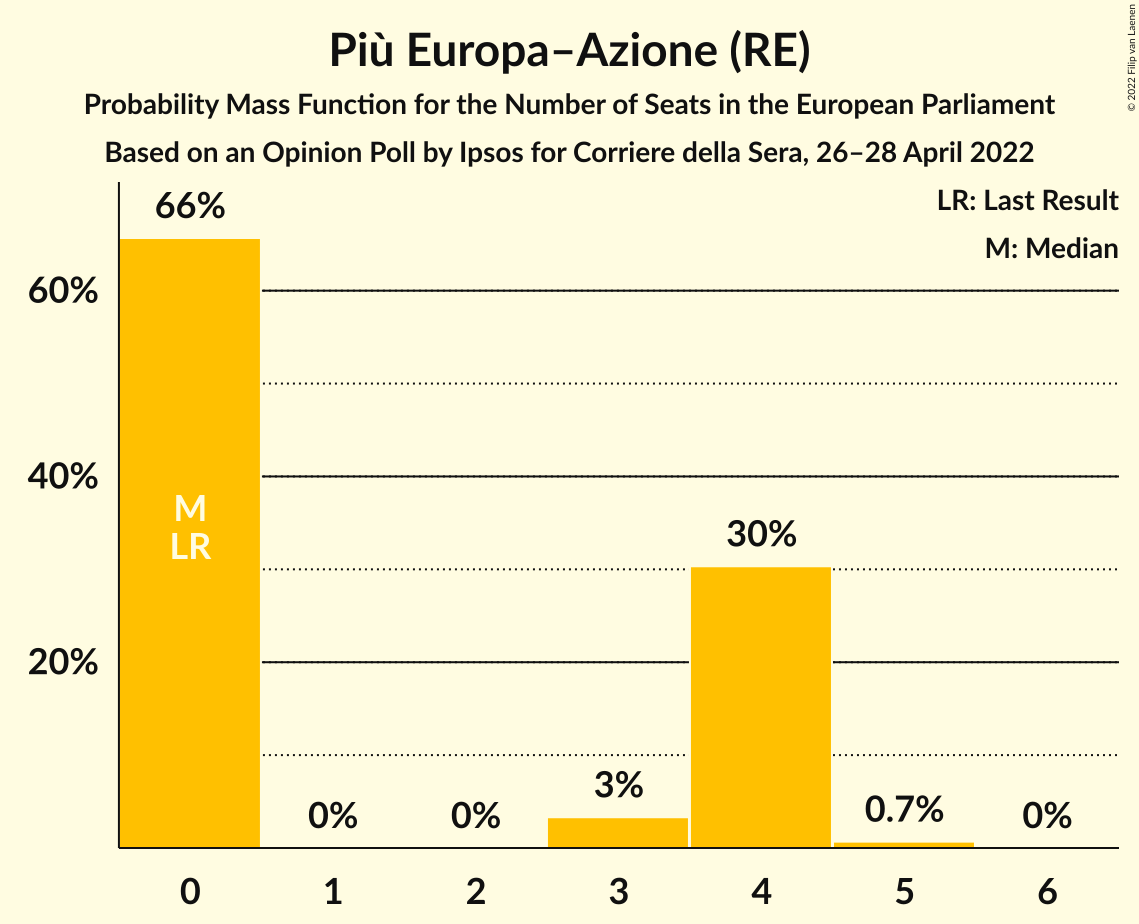 Più Europa–Azione (RE)
Probability Mass Function for the Number of Seats in the European Parliament
Based on an Opinion Poll by Ipsos for Corriere della Sera, 26–28 April 2022
© 2022 Filip van Laenen
LR: Last Result
M: Median
66%
60%
40%
20%
M
LR
0%
0%
3%
30%
0.7%
0%
0 1 2 3 4 5 6